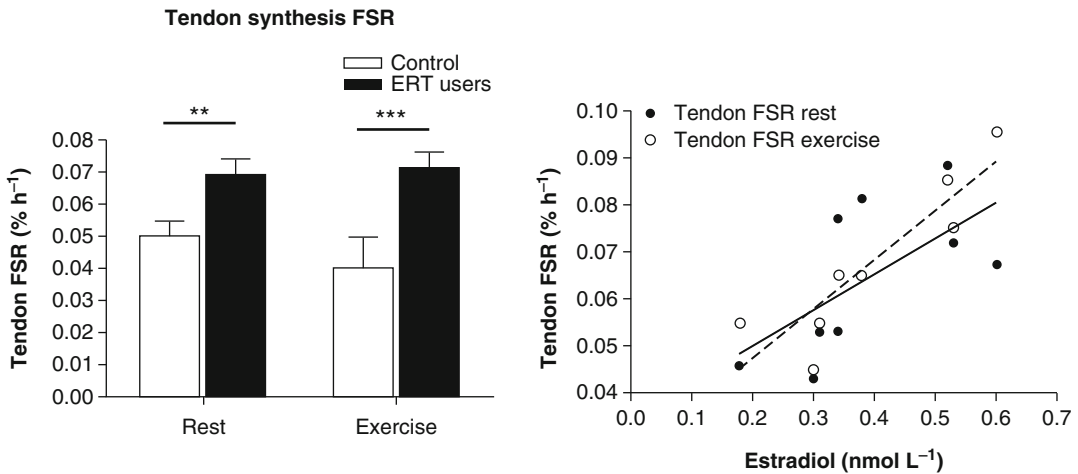 Tendon synthesis FSR
Control
ERT users
**
***
Tendon FSR (% h⁻¹)
0.08
0.07
0.06
0.05
0.04
0.03
0.02
0.01
0.00
Rest
Exercise
Tendon FSR rest
Tendon FSR exercise
Tendon FSR (% h⁻¹)
0.10
0.09
0.08
0.07
0.06
0.05
0.04
0.0
0.1
0.2
0.3
0.4
0.5
0.6
0.7
Estradiol (nmol L⁻¹)